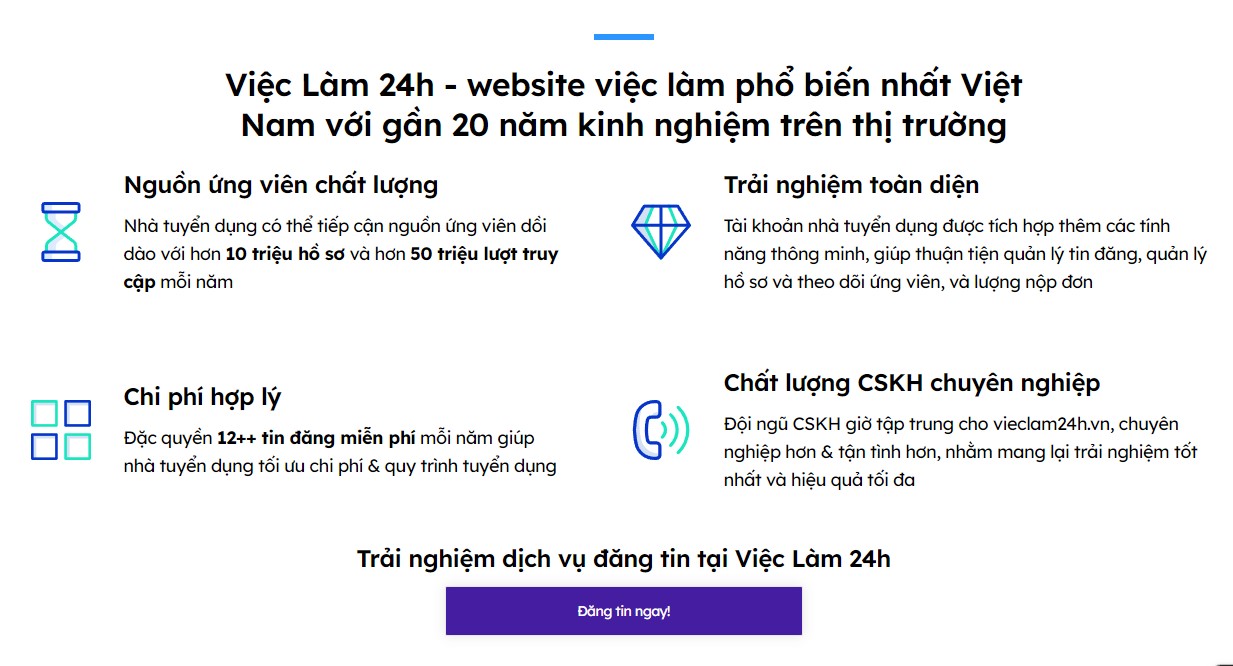 Việc Làm 24h - website việc làm phổ biến nhất Việt
Nam với gần 20 năm kinh nghiệm trên thị trường
Nguồn ứng viên chất lượng
Nhà tuyển dụng có thể tiếp cận nguồn ứng viên dồi
dào với hơn 10 triệu hồ sơ và hơn 50 triệu lượt truy
cập mỗi năm
Trải nghiệm toàn diện
Tài khoản nhà tuyển dụng được tích hợp thêm các tính
năng thông minh, giúp thuận tiện quản lý tin đăng, quản lý
hồ sơ và theo dõi ứng viên, và lượng nộp đơn
Chi phí hợp lý
Đặc quyền 12++ tin đăng miễn phí mỗi năm giúp
nhà tuyển dụng tối ưu chi phí & quy trình tuyển dụng
Chất lượng CSKH chuyên nghiệp
Đội ngũ CSKH giờ tập trung cho vieclam24h.vn, chuyên
nghiệp hơn & tận tình hơn, nhằm mang lại trải nghiệm tốt
nhất và hiệu quả tối đa
Trải nghiệm dịch vụ đăng tin tại Việc Làm 24h
Đăng tin ngay!